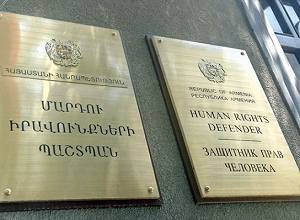 ՀԱՅԱՍՏԱՆԻ ՀԱՆՐԱՊԵՏՈՒԹՅՈՒՆ
ՄԱՐԴՈՒ
ԻՐԱՎՈՒՆՔՆԵՐԻ
ՊԱՇՏՊԱՆ
REPUBLIC OF ARMENIA
РЕСПУБЛИКА АРМЕНИЯ
HUMAN RIGHTS
DEFENDER
ЗАЩИТНИК ПРАВ
ЧЕЛОВЕКА